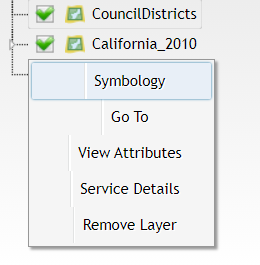 CouncilDistricts
California_2010
Symbology
Go To
View Attributes
Service Details
Remove Layer